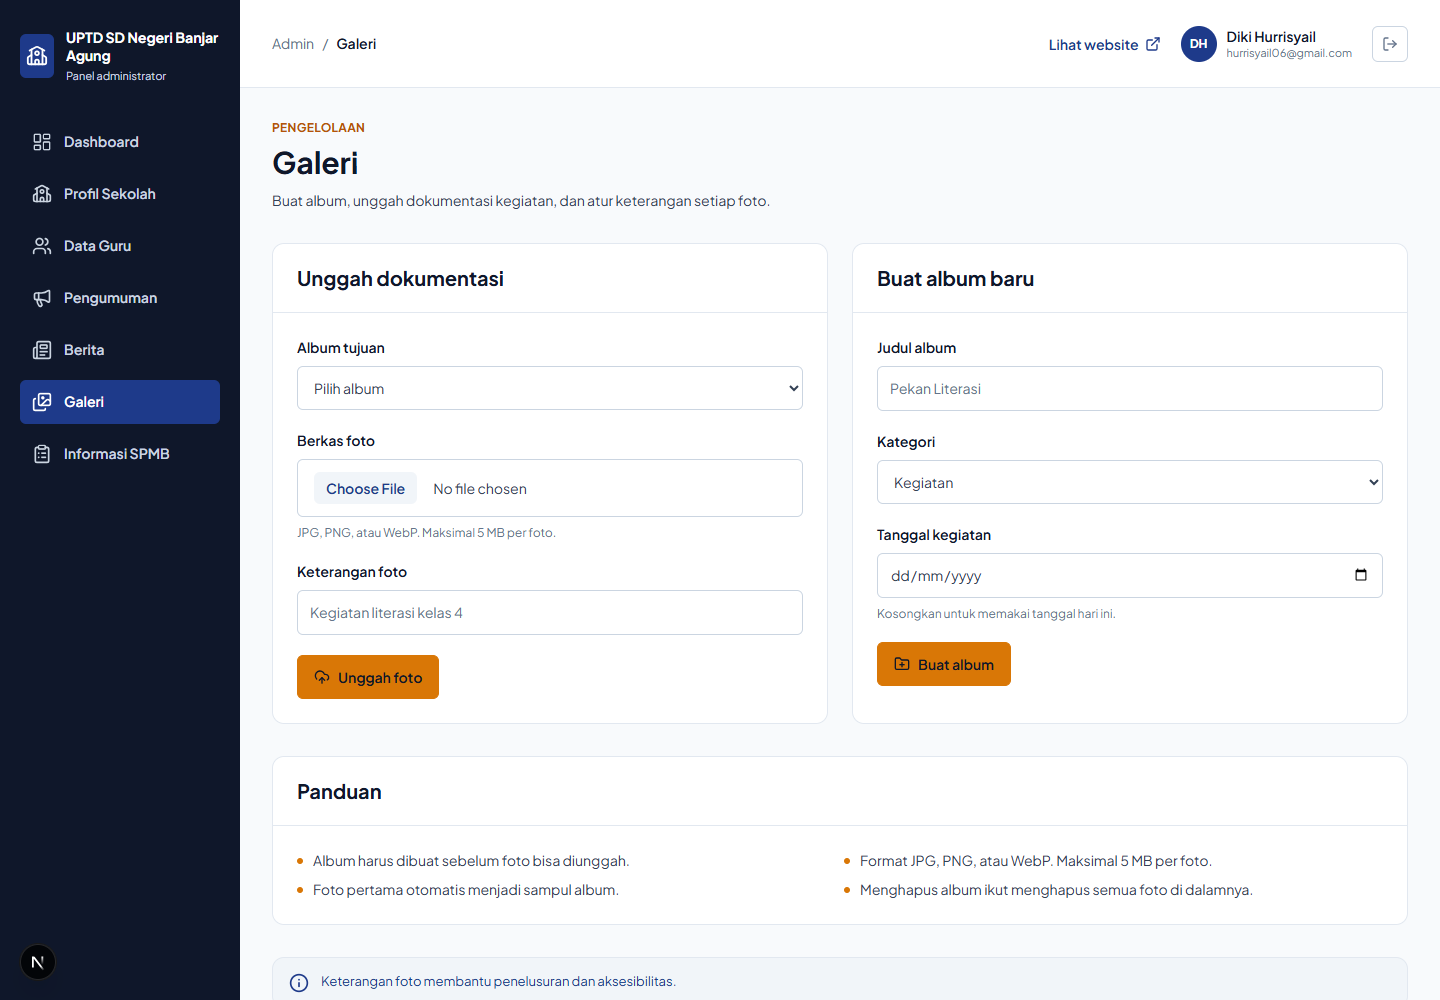 UPTD SD Negeri Banjar
Agung
Panel administrator
Dashboard
Profil Sekolah
Data Guru
Pengumuman
Berita
Galeri
Informasi SPMB
N
Admin / Galeri
Lihat website
DH
Diki Hurrisyail
hurrisyail06@gmail.com
PENGELOLAAN
Galeri
Buat album, unggah dokumentasi kegiatan, dan atur keterangan setiap foto.
Unggah dokumentasi
Album tujuan
Pilih album
Berkas foto
Choose File No file chosen
JPG, PNG, atau WebP. Maksimal 5 MB per foto.
Keterangan foto
Kegiatan literasi kelas 4
Unggah foto
Buat album baru
Judul album
Pekan Literasi
Kategori
Kegiatan
Tanggal kegiatan
dd/mm/yyyy
Kosongkan untuk memakai tanggal hari ini.
Buat album
Panduan
Album harus dibuat sebelum foto bisa diunggah.
Foto pertama otomatis menjadi sampul album.
Format JPG, PNG, atau WebP. Maksimal 5 MB per foto.
Menghapus album ikut menghapus semua foto di dalamnya.
Keterangan foto membantu penelusuran dan aksesibilitas.